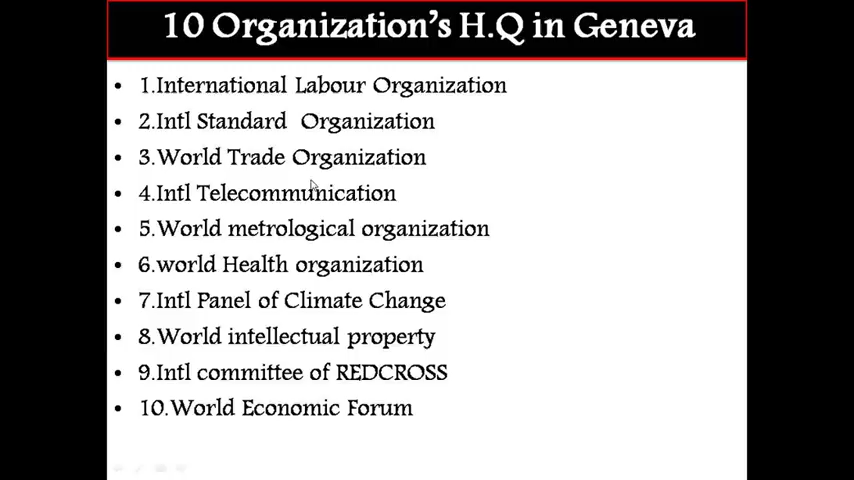 10 Organization's H.Q in Geneva
• 1.International Labour Organization
• 2.Intl Standard Organization
• 3.World Trade Organization
• 4.Intl Telecommunication
• 5.World metrological organization
• 6.world Health organization
• 7.Intl Panel of Climate Change
• 8.World intellectual property
• 9.Intl committee of REDCROSS
• 10.World Economic Forum